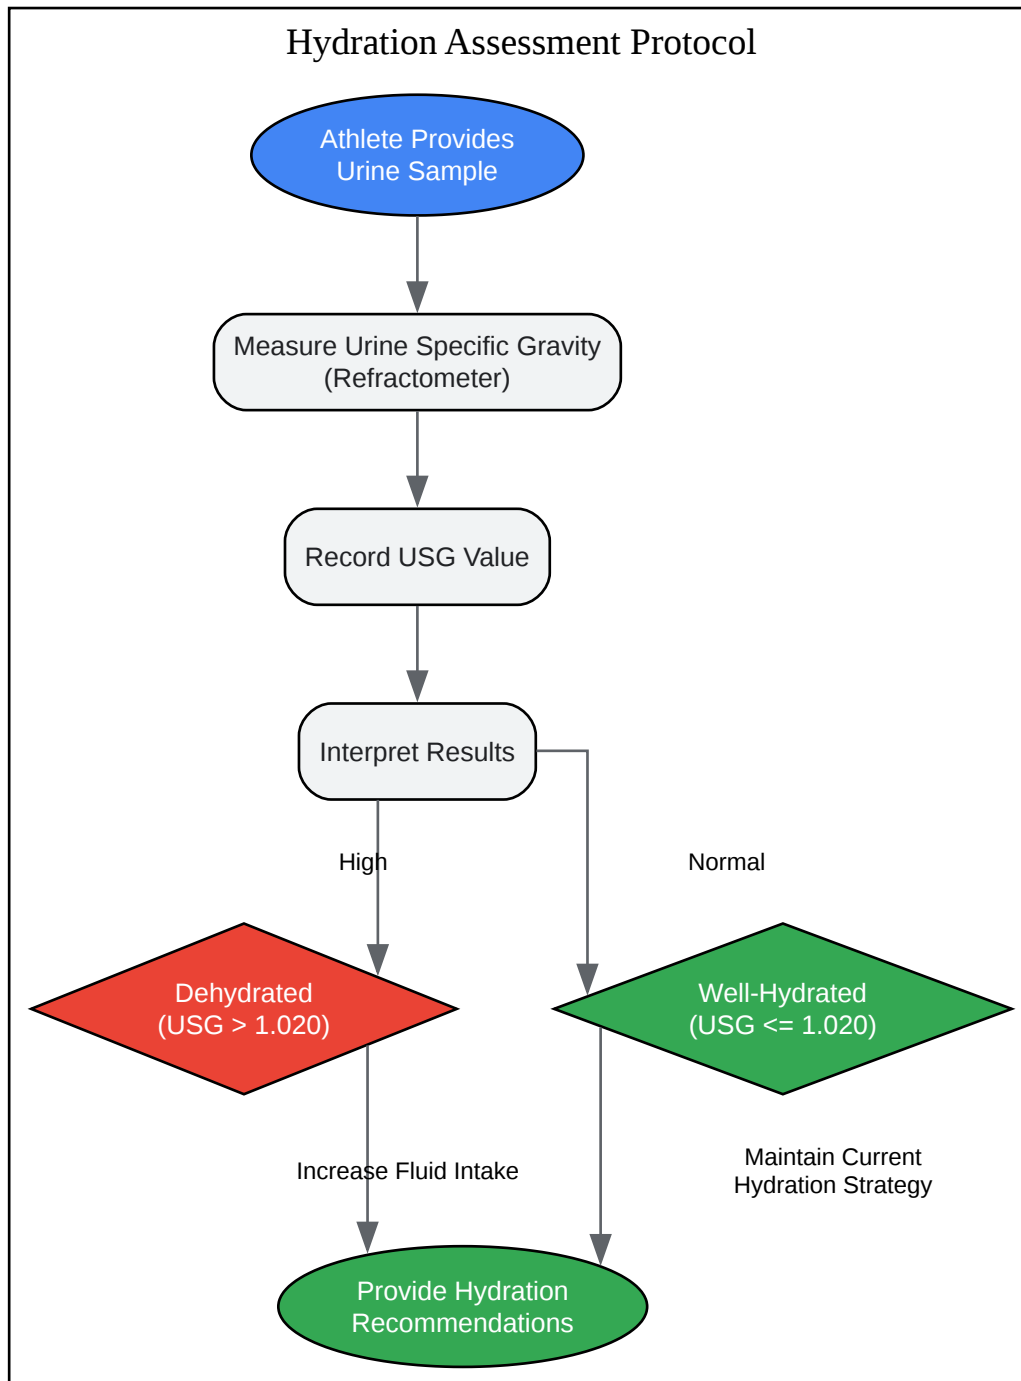 Hydration Assessment Protocol
Athlete Provides
Urine Sample
Measure Urine Specific Gravity
(Refractometer)
Record USG Value
Interpret Results
High
Normal
Dehydrated
(USG > 1.020)
Well-Hydrated
(USG <= 1.020)
Increase Fluid Intake
Maintain Current
Hydration Strategy
Provide Hydration
Recommendations